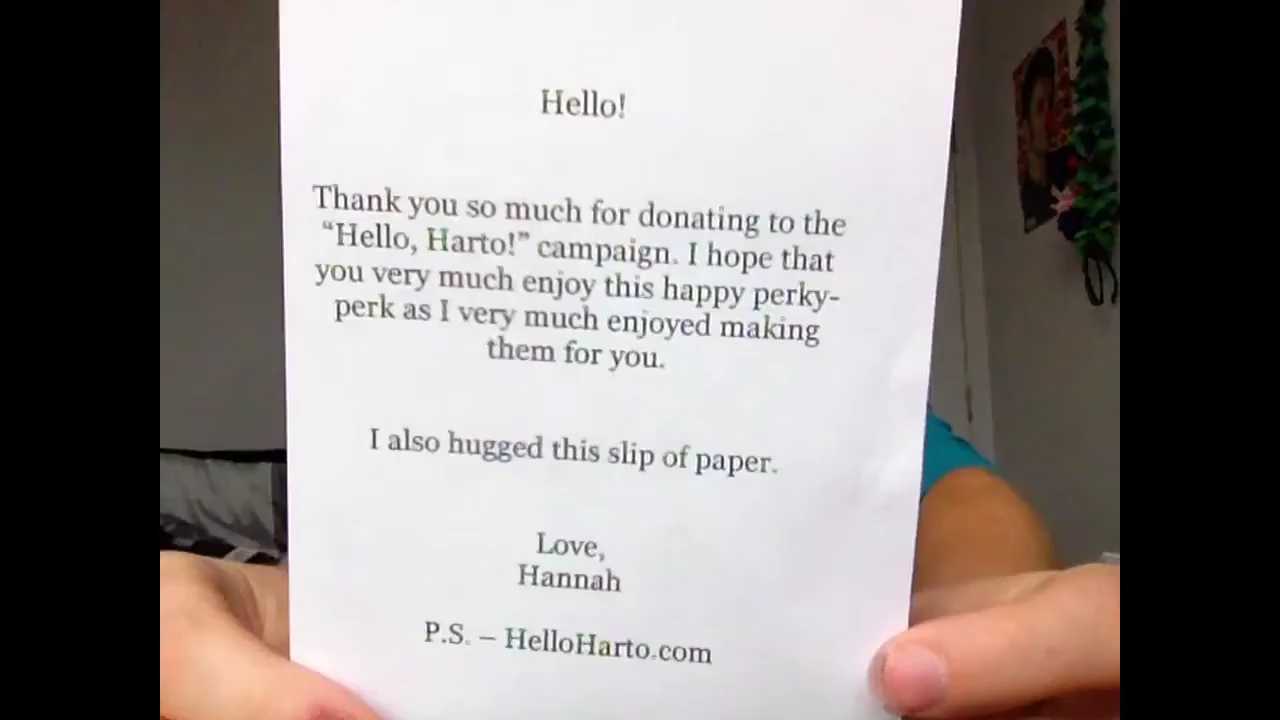 Hello!
Thank you so much for donating to the
“Hello, Harto!” campaign. I hope that
you very much enjoy this happy perky-
perk as I very much enjoyed making
them for you.
I also hugged this slip of paper.
Love,
Hannah
P.S. – HelloHarto.com